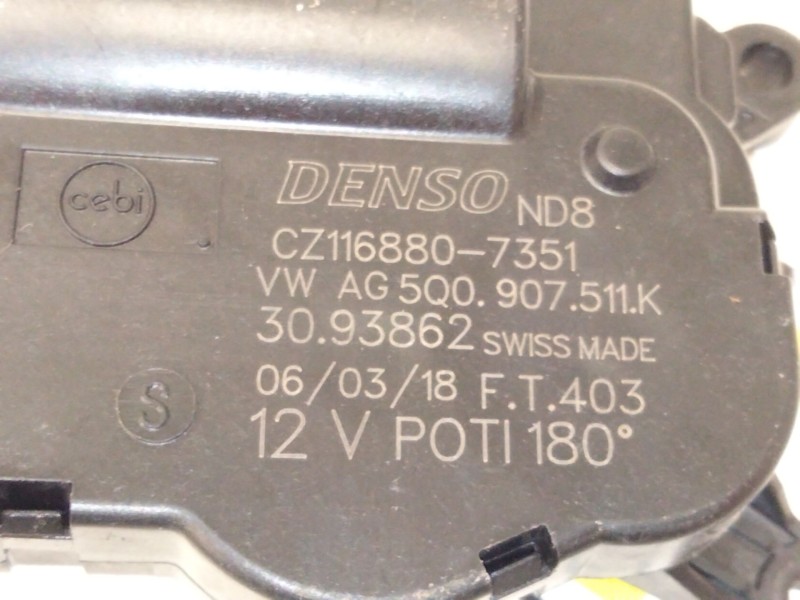 cebi
DENSO ND8
CZ116880-7351
VW AG 5Q0.907.511.K
30.93862 SWISS MADE
06/03/18 F.T.403
S
12 V POTI 180°